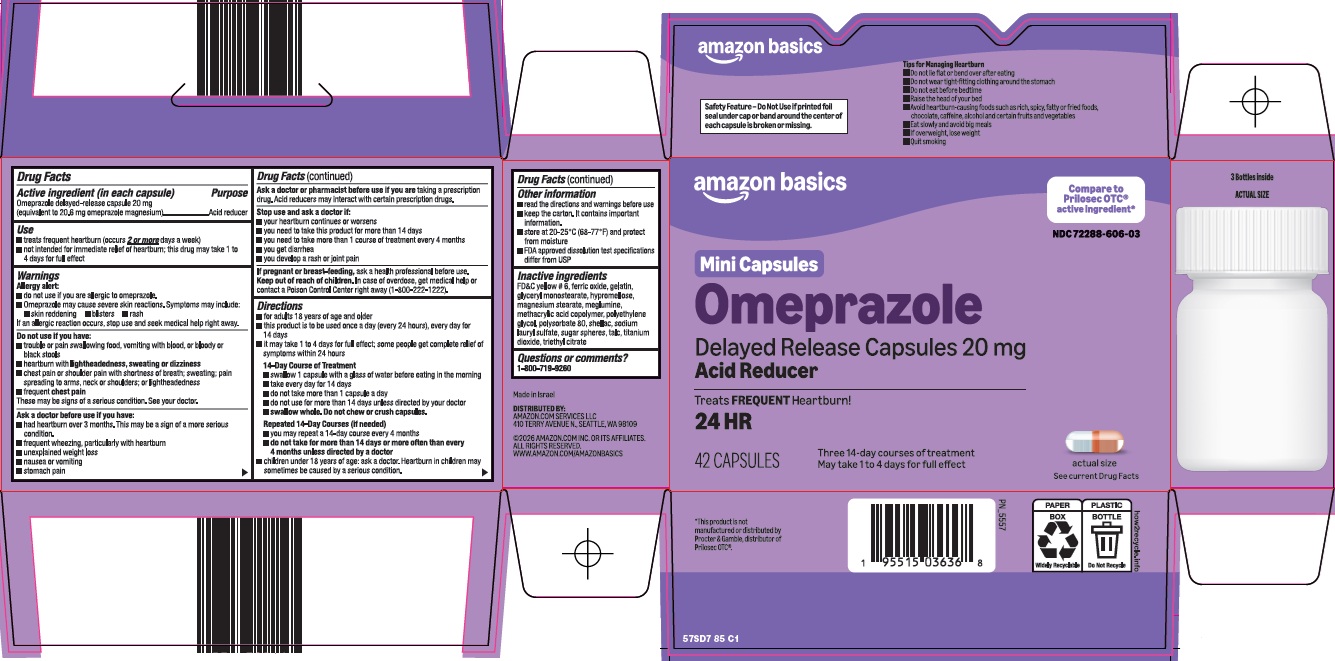 Drug Facts
Active ingredient (in each capsule) Purpose
Omeprazole delayed-release capsule 20 mg
(equivalent to 20.6 mg omeprazole magnesium) Acid reducer
Use
■ treats frequent heartburn (occurs 2 or more days a week)
■ not intended for immediate relief of heartburn; this drug may take 1 to
4 days for full effect
Warnings
Allergy alert:
■ do not use if you are allergic to omeprazole.
■ Omeprazole may cause severe skin reactions. Symptoms may include:
■ skin reddening ■ blisters ■ rash
If an allergic reaction occurs, stop use and seek medical help right away.
Do not use if you have:
■ trouble or pain swallowing food, vomiting with blood, or bloody or
black stools
■ heartburn with lightheadedness, sweating or dizziness
■ chest pain or shoulder pain with shortness of breath; sweating; pain
spreading to arms, neck or shoulders; or lightheadedness
■ frequent chest pain
These may be signs of a serious condition. See your doctor.
Ask a doctor before use if you have:
■ had heartburn over 3 months. This may be a sign of a more serious
condition.
■ frequent wheezing, particularly with heartburn
■ unexplained weight loss
■ nausea or vomiting
■ stomach pain
Drug Facts (continued)
Ask a doctor or pharmacist before use if you are taking a prescription
drug. Acid reducers may interact with certain prescription drugs.
Stop use and ask a doctor if:
■ your heartburn continues or worsens
■ you need to take this product for more than 14 days
■ you need to take more than 1 course of treatment every 4 months
■ you get diarrhea
■ you develop a rash or joint pain
If pregnant or breast-feeding, ask a health professional before use.
Keep out of reach of children. In case of overdose, get medical help or
contact a Poison Control Center right away (1-800-222-1222).
Directions
■ for adults 18 years of age and older
■ this product is to be used once a day (every 24 hours), every day for
14 days
■ it may take 1 to 4 days for full effect; some people get complete relief of
symptoms within 24 hours
14-Day Course of Treatment
■ swallow 1 capsule with a glass of water before eating in the morning
■ take every day for 14 days
■ do not take more than 1 capsule a day
■ do not use for more than 14 days unless directed by your doctor
■ swallow whole. Do not chew or crush capsules.
Repeated 14-Day Courses (if needed)
■ you may repeat a 14-day course every 4 months
■ do not take for more than 14 days or more often than every
4 months unless directed by a doctor
■ children under 18 years of age: ask a doctor. Heartburn in children may
sometimes be caused by a serious condition.
Drug Facts (continued)
Other information
■ read the directions and warnings before use
■ keep the carton. It contains important
information.
■ store at 20-25°C (68-77°F) and protect
from moisture
■ FDA approved dissolution test specifications
differ from USP
Inactive ingredients
FD&C yellow # 6, ferric oxide, gelatin,
glyceryl monostearate, hypromellose,
magnesium stearate, meglumine,
methacrylic acid copolymer, polyethylene
glycol, polysorbate 80, shellac, sodium
lauryl sulfate, sugar spheres, talc, titanium
dioxide, triethyl citrate
Questions or comments?
1-800-719-9260
Made in Israel
DISTRIBUTED BY:
AMAZON.COM SERVICES LLC
410 TERRY AVENUE N., SEATTLE, WA 98109
©2026 AMAZON.COM INC. OR ITS AFFILIATES.
ALL RIGHTS RESERVED.
WWW.AMAZON.COM/AMAZONBASICS
amazon basics
Safety Feature – Do Not Use if printed foil
seal under cap or band around the center of
each capsule is broken or missing.
Tips for Managing Heartburn
■ Do not lie flat or bend over after eating
■ Do not wear tight-fitting clothing around the stomach
■ Do not eat before bedtime
■ Raise the head of your bed
■ Avoid heartburn-causing foods such as rich, spicy, fatty or fried foods,
chocolate, caffeine, alcohol and certain fruits and vegetables
■ Eat slowly and avoid big meals
■ If overweight, lose weight
■ Quit smoking
amazon basics
Compare to
Prilosec OTC®
active ingredient*
NDC 72288-606-03
Mini Capsules
Omeprazole
Delayed Release Capsules 20 mg
Acid Reducer
Treats FREQUENT Heartburn!
24 HR
42 CAPSULES
Three 14-day courses of treatment
May take 1 to 4 days for full effect
actual size
See current Drug Facts
3 Bottles inside
ACTUAL SIZE
*This product is not
manufactured or distributed by
Procter & Gamble, distributor of
Prilosec OTC®.
1 95515 03636 8
PN_5557
PAPER
BOX
Widely Recyclable
PLASTIC
BOTTLE
Do Not Recycle
how2recycle.info
57SD7 85 C1